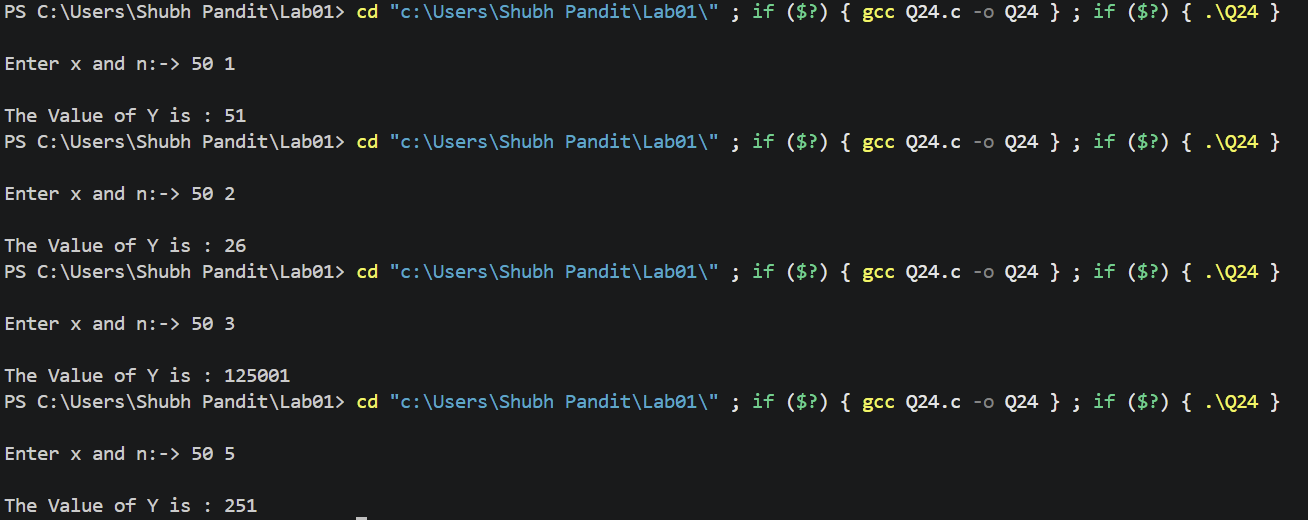 PS C:\Users\Shubh Pandit\Lab01> cd "c:\Users\Shubh Pandit\Lab01\" ; if ($?) { gcc Q24.c -o Q24 } ; if ($?) { .\Q24 }
Enter x and n:-> 50 1
The Value of Y is : 51
PS C:\Users\Shubh Pandit\Lab01> cd "c:\Users\Shubh Pandit\Lab01\" ; if ($?) { gcc Q24.c -o Q24 } ; if ($?) { .\Q24 }
Enter x and n:-> 50 2
The Value of Y is : 26
PS C:\Users\Shubh Pandit\Lab01> cd "c:\Users\Shubh Pandit\Lab01\" ; if ($?) { gcc Q24.c -o Q24 } ; if ($?) { .\Q24 }
Enter x and n:-> 50 3
The Value of Y is : 125001
PS C:\Users\Shubh Pandit\Lab01> cd "c:\Users\Shubh Pandit\Lab01\" ; if ($?) { gcc Q24.c -o Q24 } ; if ($?) { .\Q24 }
Enter x and n:-> 50 5
The Value of Y is : 251